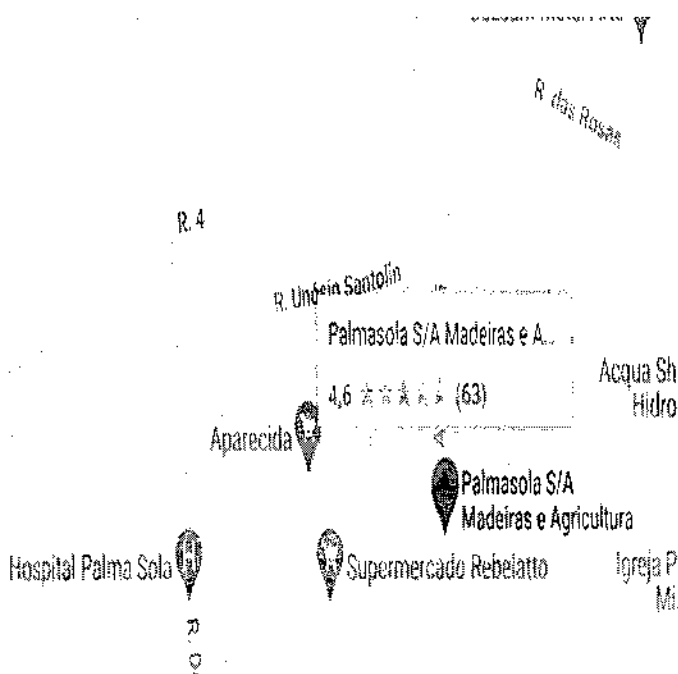 R. das Rosas
R. 4
Santolin
Palmasola S/A Madeiras e A...
4,6 (63)
Acqua Sh
Hidro
Aparecida
Palmasola S/A
Madeiras e Agricultura
Hospital Palma Sola
Supermercado Rebelatto
Igreja P
Mi.
R. D